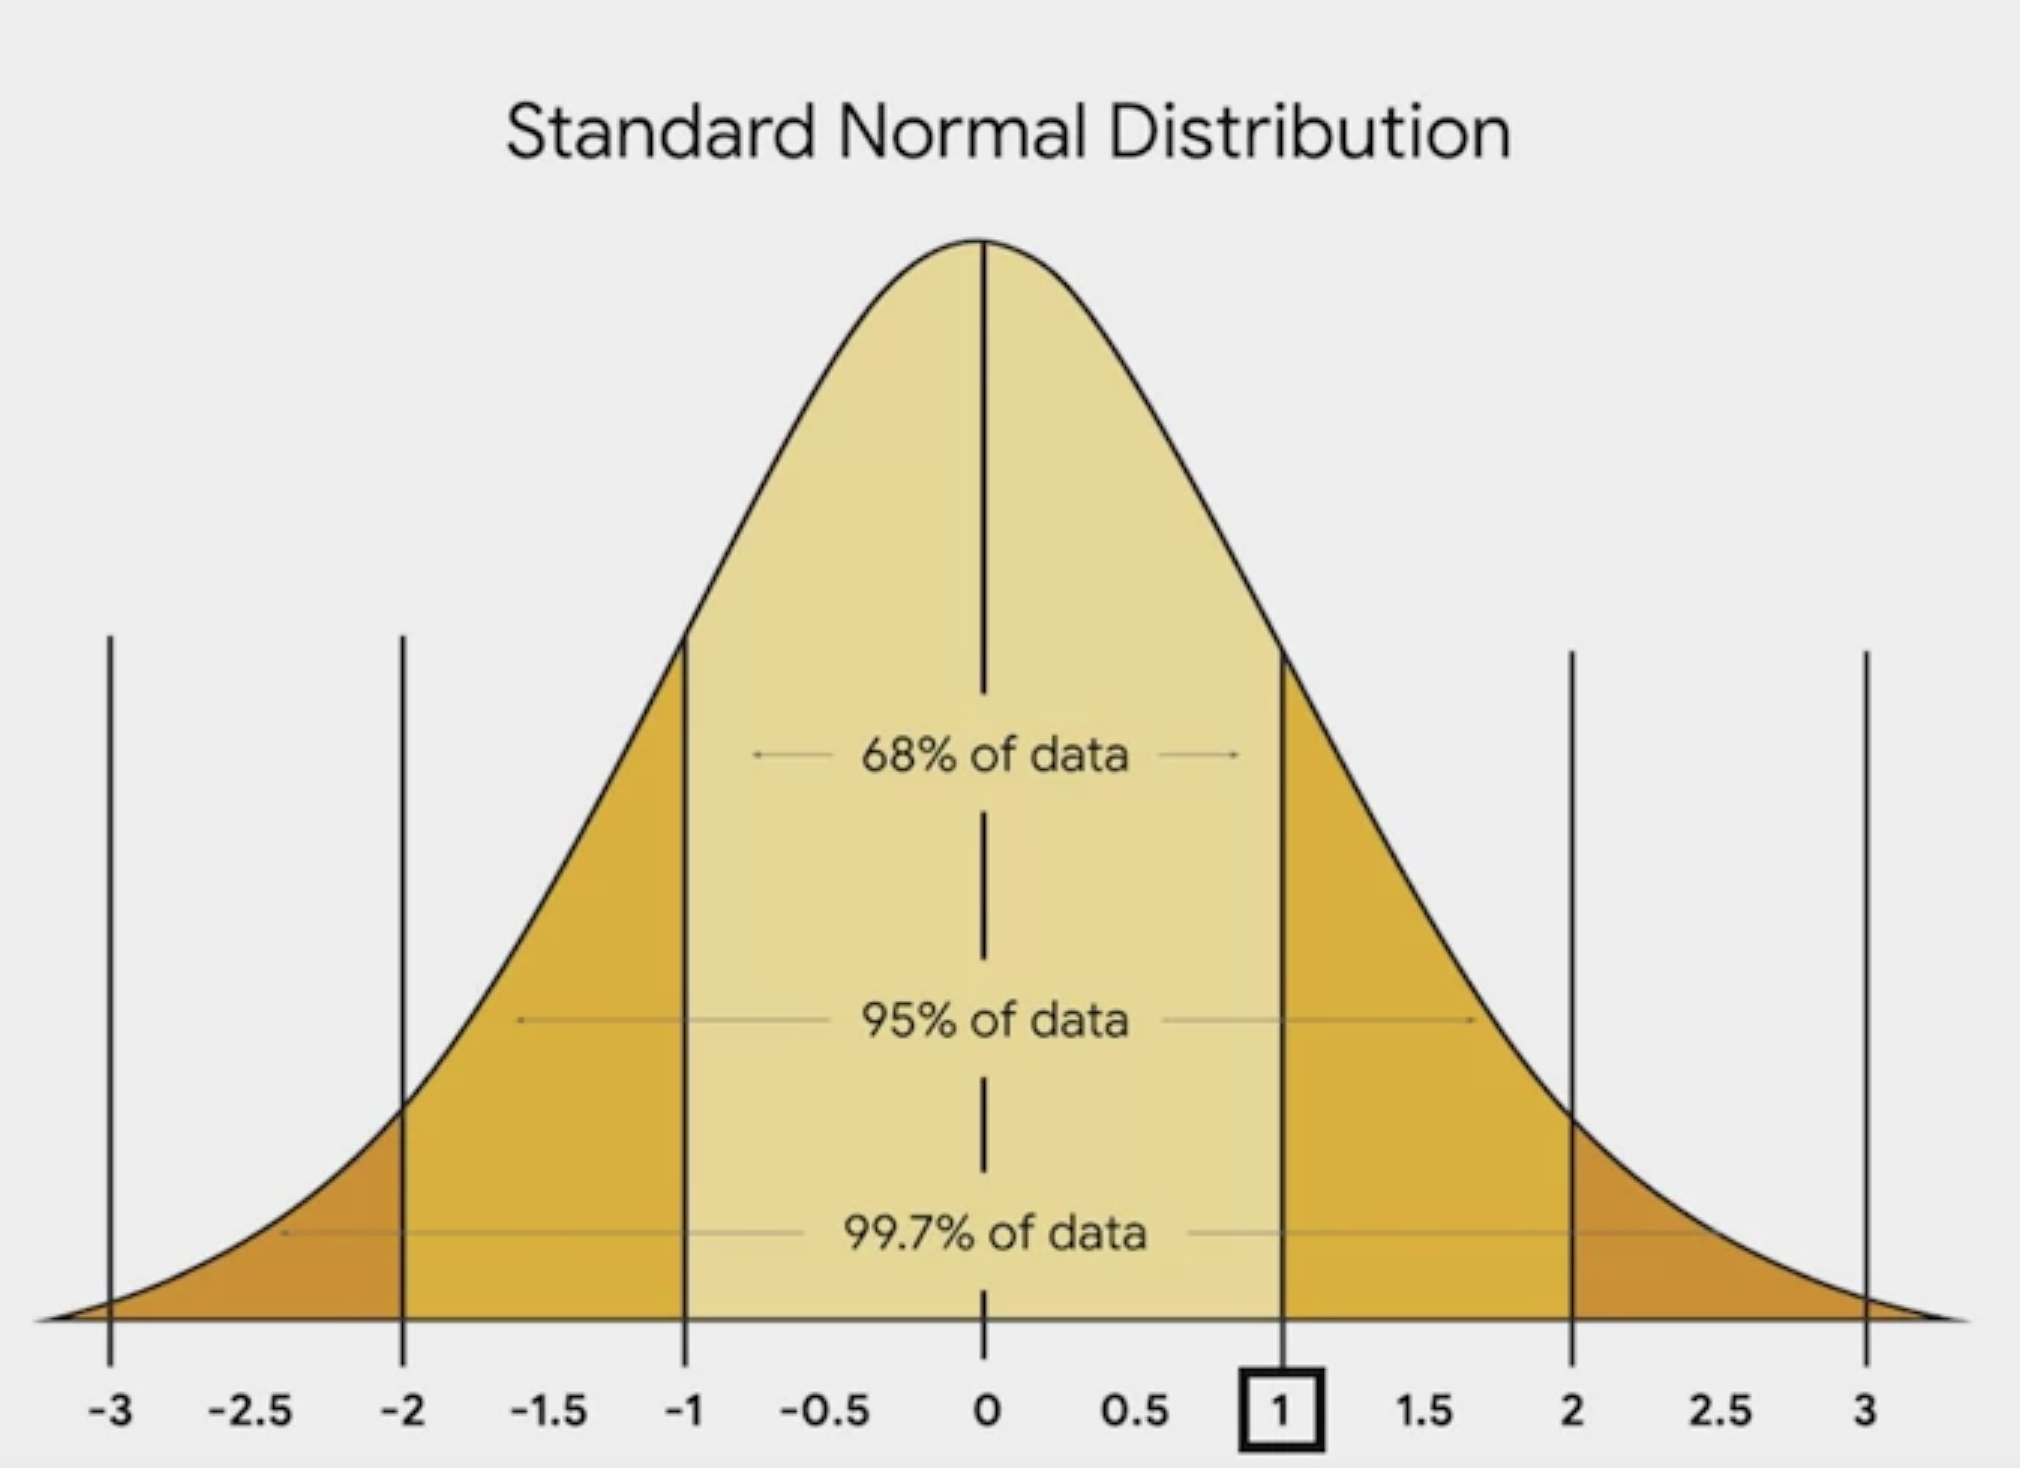 Standard Normal Distribution
68% of data
95% of data
99.7% of data
-3 -2.5 -2 -1.5 -1 -0.5 0 0.5 1 1.5 2 2.5 3